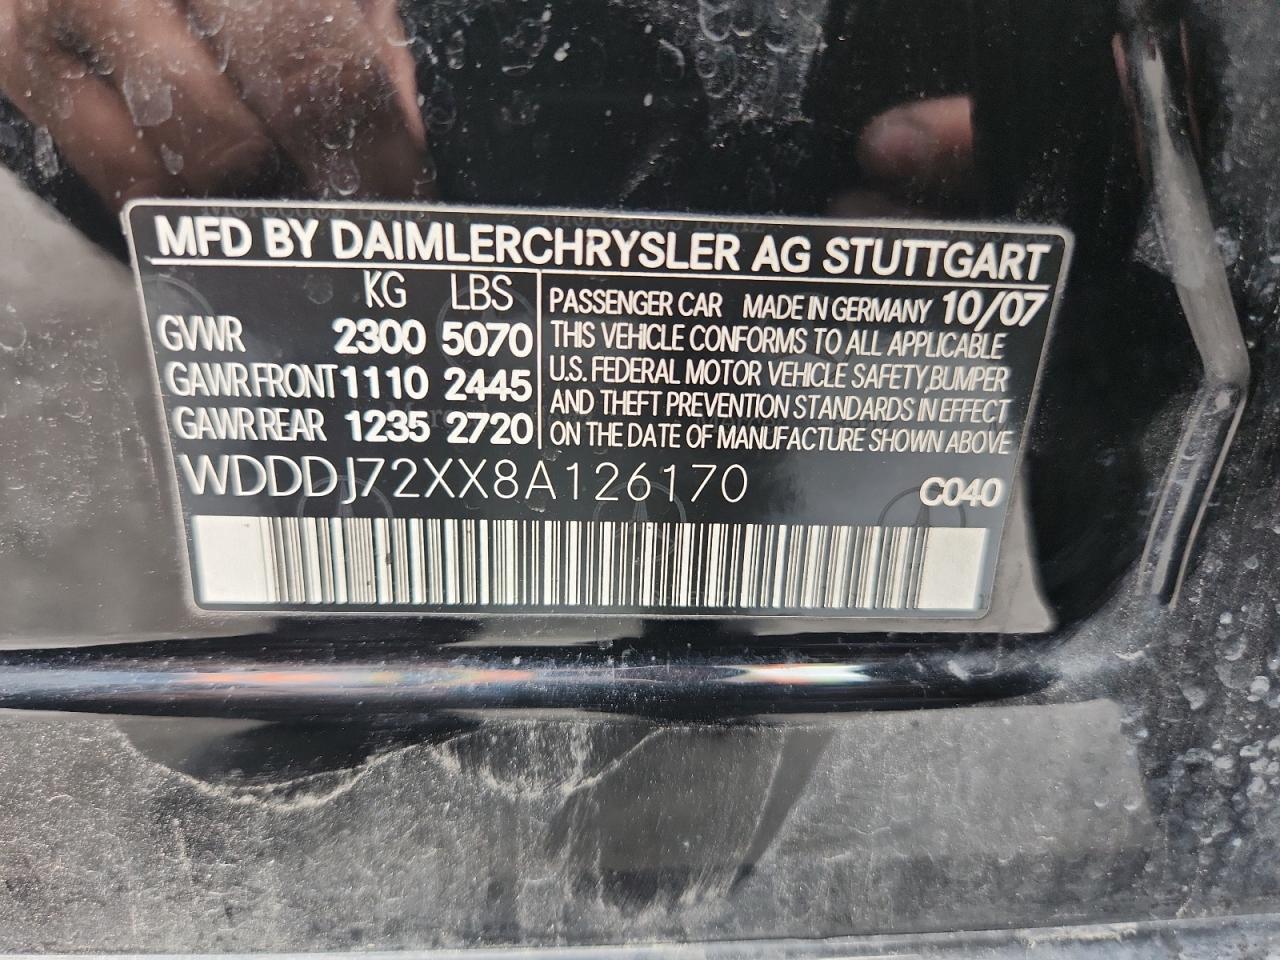 MFD BY DAIMLERCHRYSLER AG STUTTGART
KG LBS
GVWR 2300 5070
GAWR FRONT 1110 2445
GAWR REAR 1235 2720
PASSENGER CAR MADE IN GERMANY 10/07
THIS VEHICLE CONFORMS TO ALL APPLICABLE
U.S. FEDERAL MOTOR VEHICLE SAFETY, BUMPER
AND THEFT PREVENTION STANDARDS IN EFFECT
ON THE DATE OF MANUFACTURE SHOWN ABOVE
WDDDJ72XX8A126170 C040